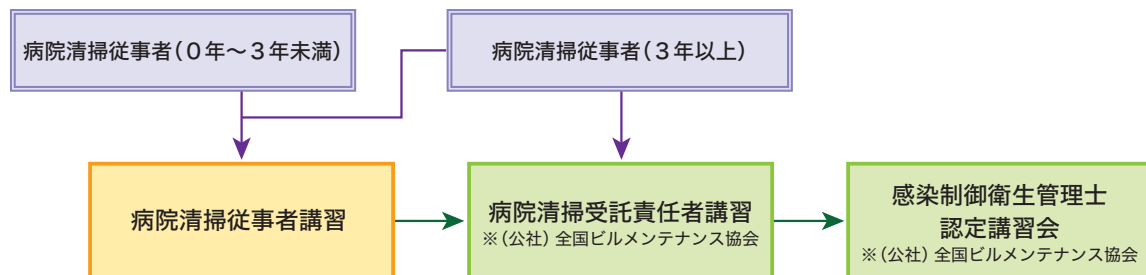 病院清掃従事者（０年～３年未満）
病院清掃従事者（３年以上）
病院清掃従事者講習
病院清掃受託責任者講習
※（公社）全国ビルメンテナンス協会
感染制御衛生管理士
認定講習会
※（公社）全国ビルメンテナンス協会